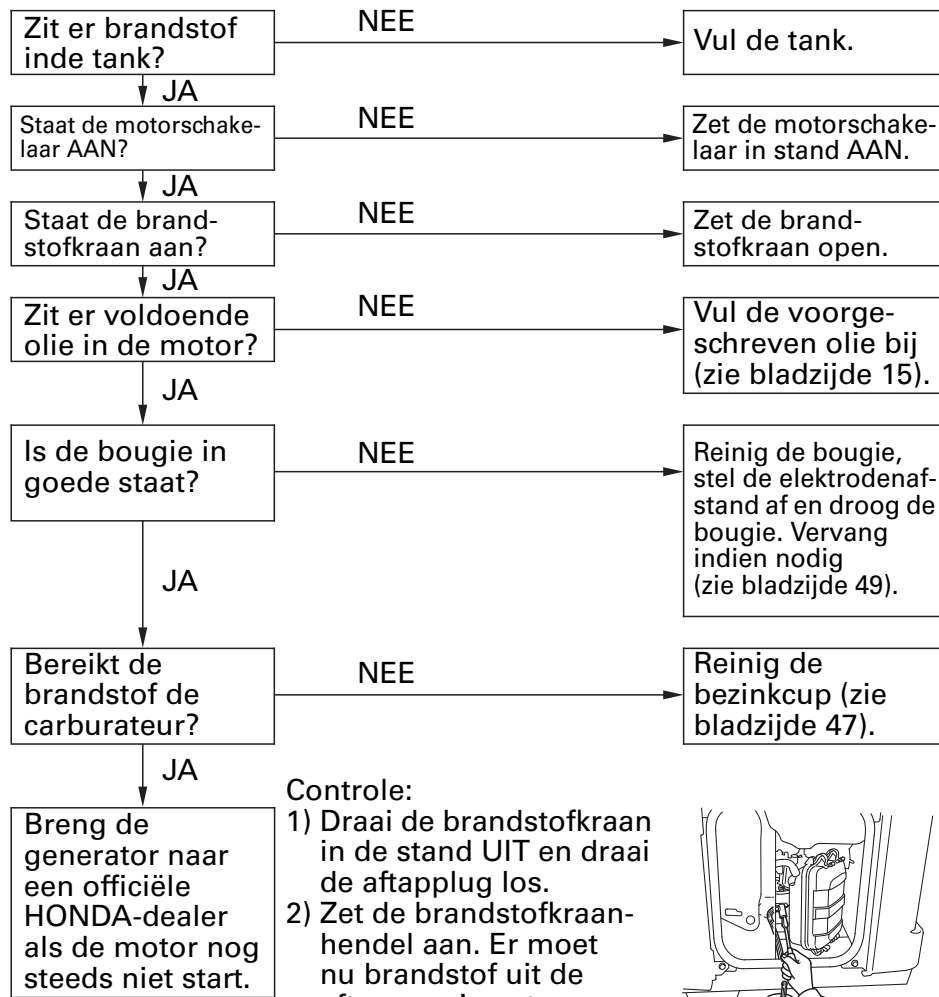 Zit er brandstof
inde tank?
NEE
Vul de tank.
JA
Staat de motorschake-
laar AAN?
NEE
Zet de motorschake-
laar in stand AAN.
JA
Staat de brand-
stofkraan aan?
NEE
Zet de brand-
stofkraan open.
JA
Zit er voldoende
olie in de motor?
NEE
Vul de voorge-
schreven olie bij
(zie bladzijde 15).
JA
Is de bougie in
goede staat?
NEE
Reinig de bougie,
stel de elektrodenaf-
stand af en droog de
bougie. Vervang
indien nodig
(zie bladzijde 49).
JA
Bereikt de
brandstof de
carburateur?
NEE
Reinig de
bezinkcup (zie
bladzijde 47).
JA
Breng de
generator naar
een officiële
HONDA-dealer
als de motor nog
steeds niet start.
Controle:
1) Draai de brandstofkraan
in de stand UIT en draai
de aftapplug los.
2) Zet de brandstofkraan-
hendel aan. Er moet
nu brandstof uit de